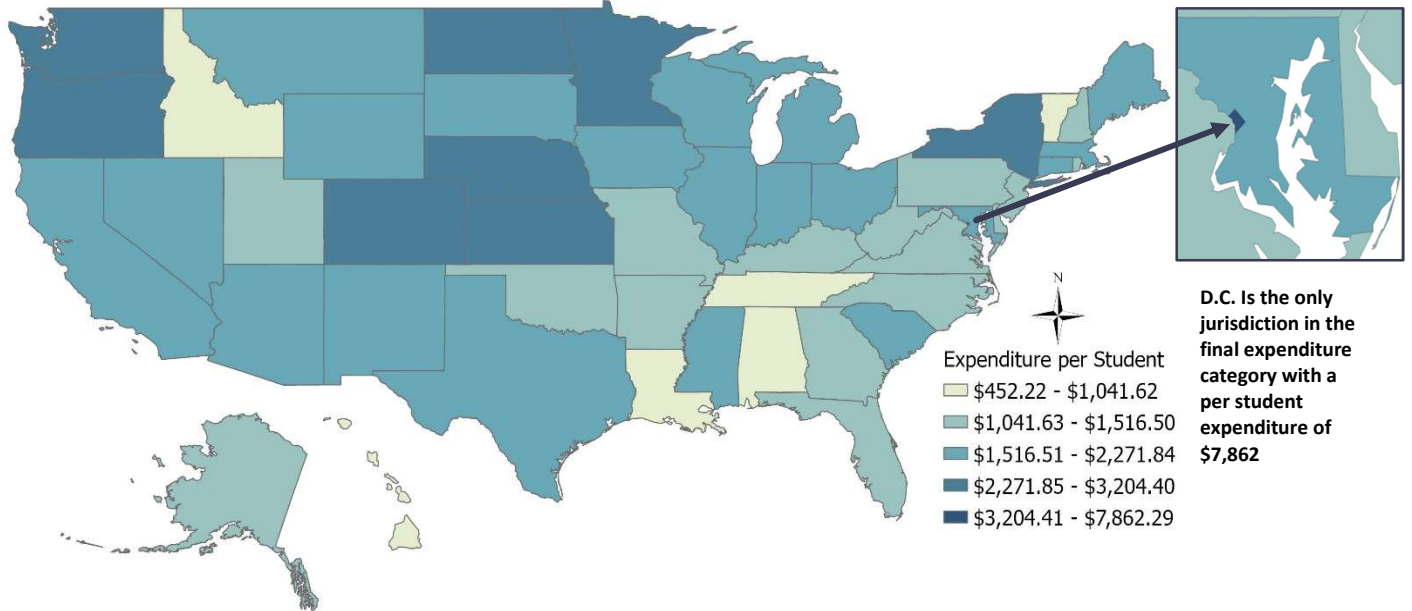 N
Expenditure per Student
$452.22 - $1,041.62
$1,041.63 - $1,516.50
$1,516.51 - $2,271.84
$2,271.85 - $3,204.40
$3,204.41 - $7,862.29
D.C. Is the only
jurisdiction in the
final expenditure
category with a
per student
expenditure of
$7,862